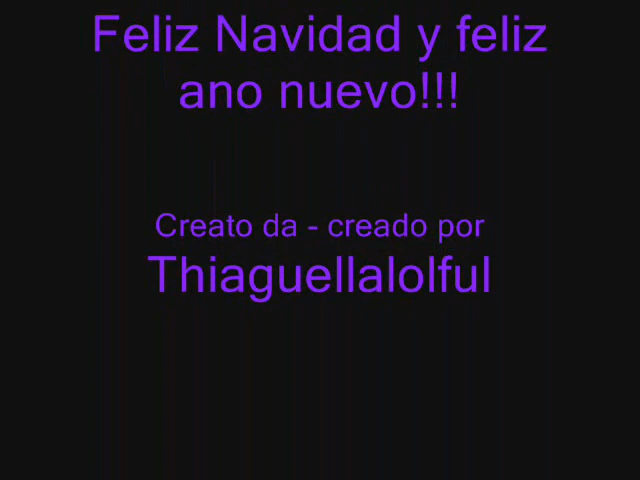 Feliz Navidad y feliz
ano nuevo!!!
Creato da - creado por
Thiaguellalolful